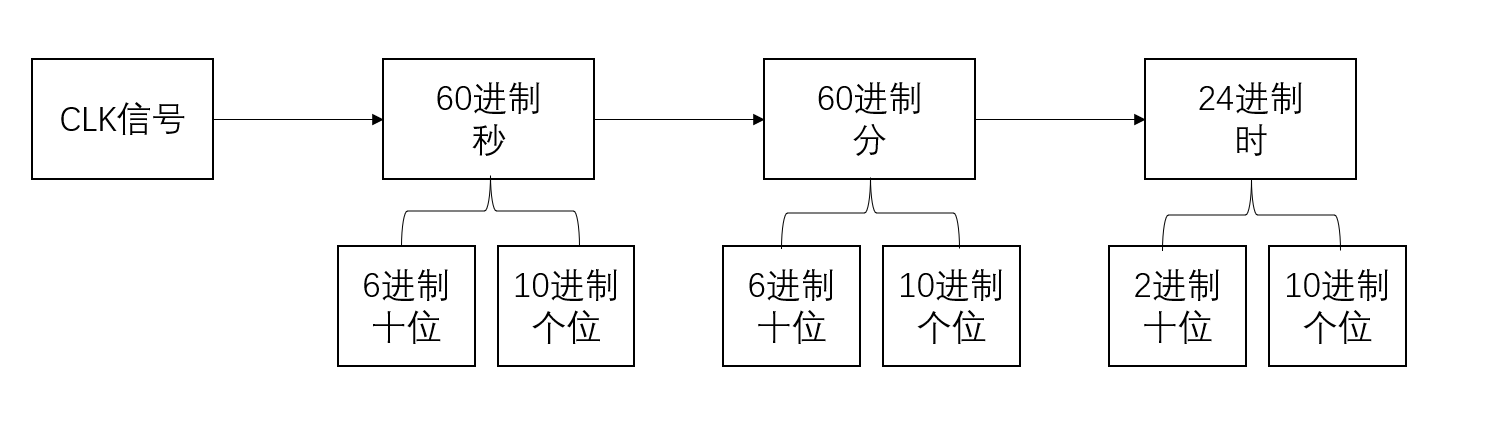 CLK信号
60进制
秒
60进制
分
24进制
时
6进制
十位
10进制
个位
6进制
十位
10进制
个位
2进制
十位
10进制
个位